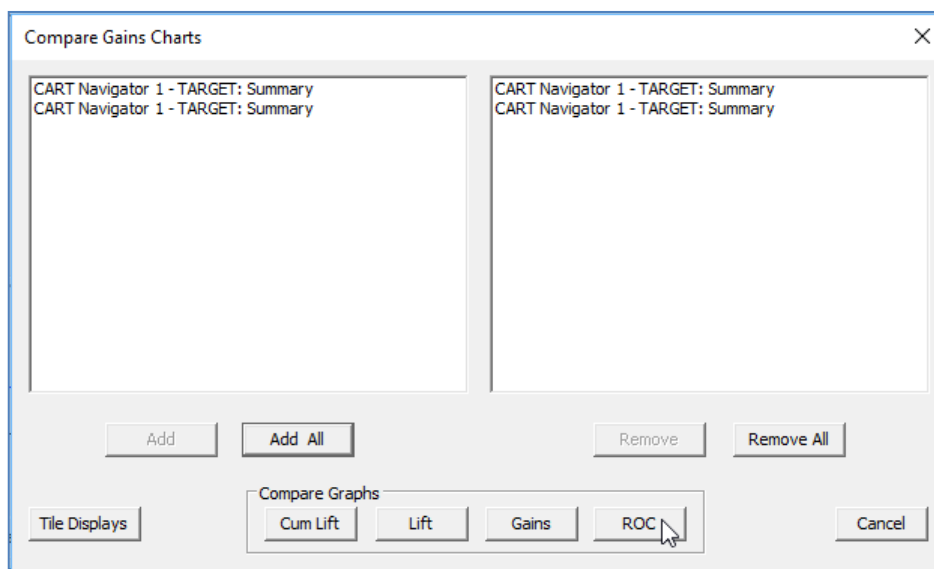 Compare Gains Charts
CART Navigator 1 - TARGET: Summary
CART Navigator 1 - TARGET: Summary
CART Navigator 1 - TARGET: Summary
CART Navigator 1 - TARGET: Summary
Add
Add All
Remove
Remove All
Compare Graphs
Tile Displays
Cum Lift
Lift
Gains
ROC
Cancel